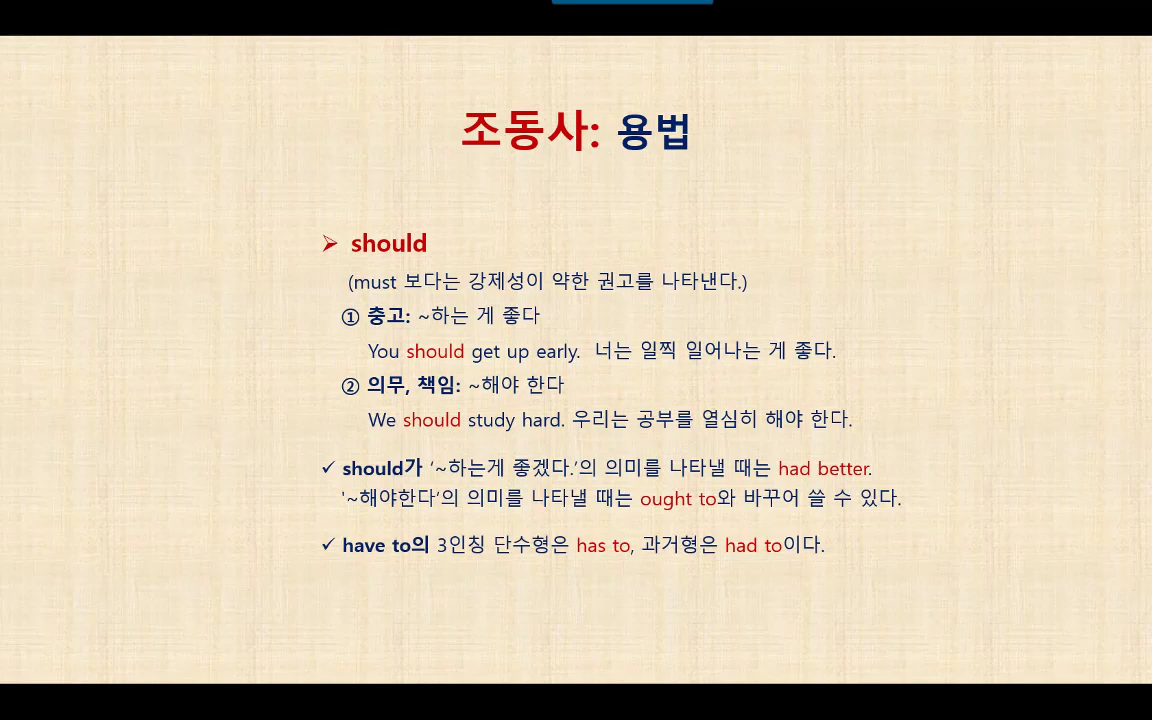 조동사: 용법
➢ should
(must 보다는 강제성이 약한 권고를 나타낸다.)
① 충고: ~하는 게 좋다
You should get up early. 너는 일찍 일어나는 게 좋다.
② 의무, 책임: ~해야 한다
We should study hard. 우리는 공부를 열심히 해야 한다.
✓ should가 ‘~하는게 좋겠다.’의 의미를 나타낼 때는 had better.
'~해야한다‘의 의미를 나타낼 때는 ought to와 바꾸어 쓸 수 있다.
✓ have to의 3인칭 단수형은 has to, 과거형은 had to이다.